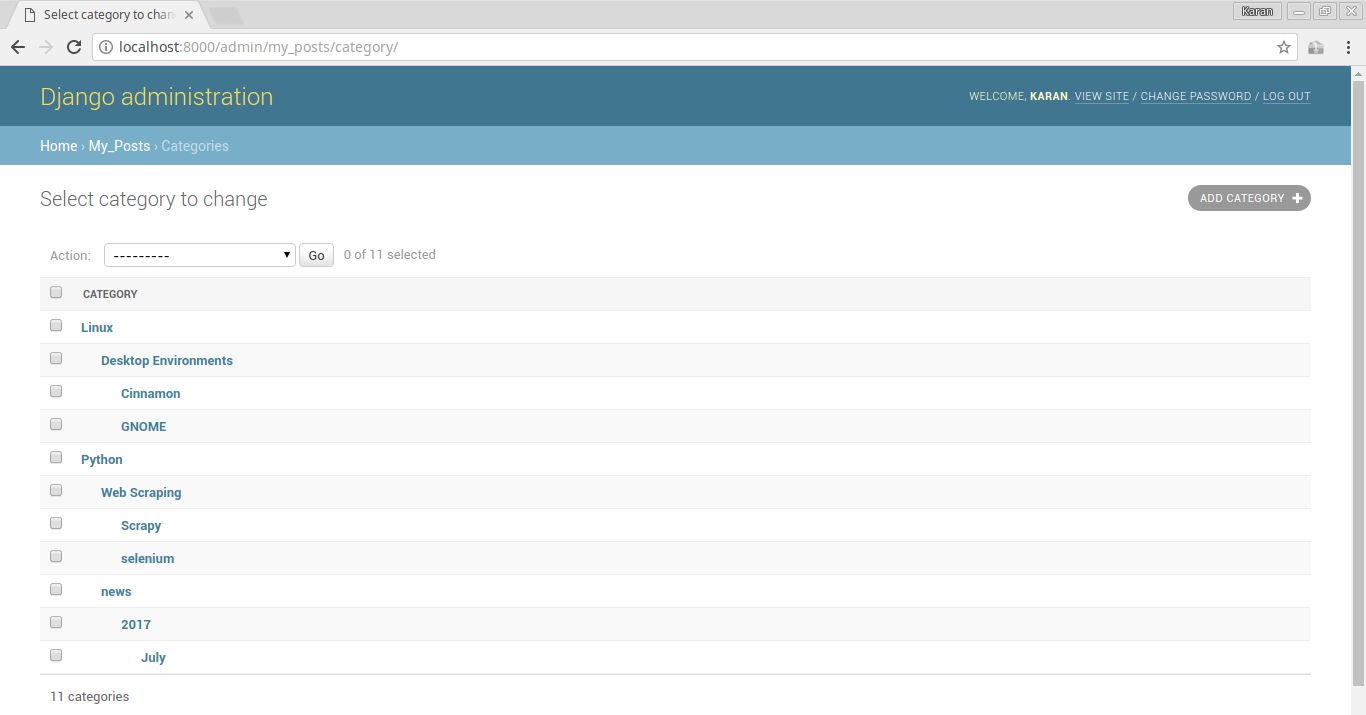 Select category to chan
Karan
localhost:8000/admin/my_posts/category/
Django administration
WELCOME, KARAN. VIEW SITE / CHANGE PASSWORD / LOG OUT
Home › My_Posts › Categories
Select category to change
ADD CATEGORY +
Action: --------- Go 0 of 11 selected
CATEGORY
Linux
Desktop Environments
Cinnamon
GNOME
Python
Web Scraping
Scrapy
selenium
news
2017
July
11 categories